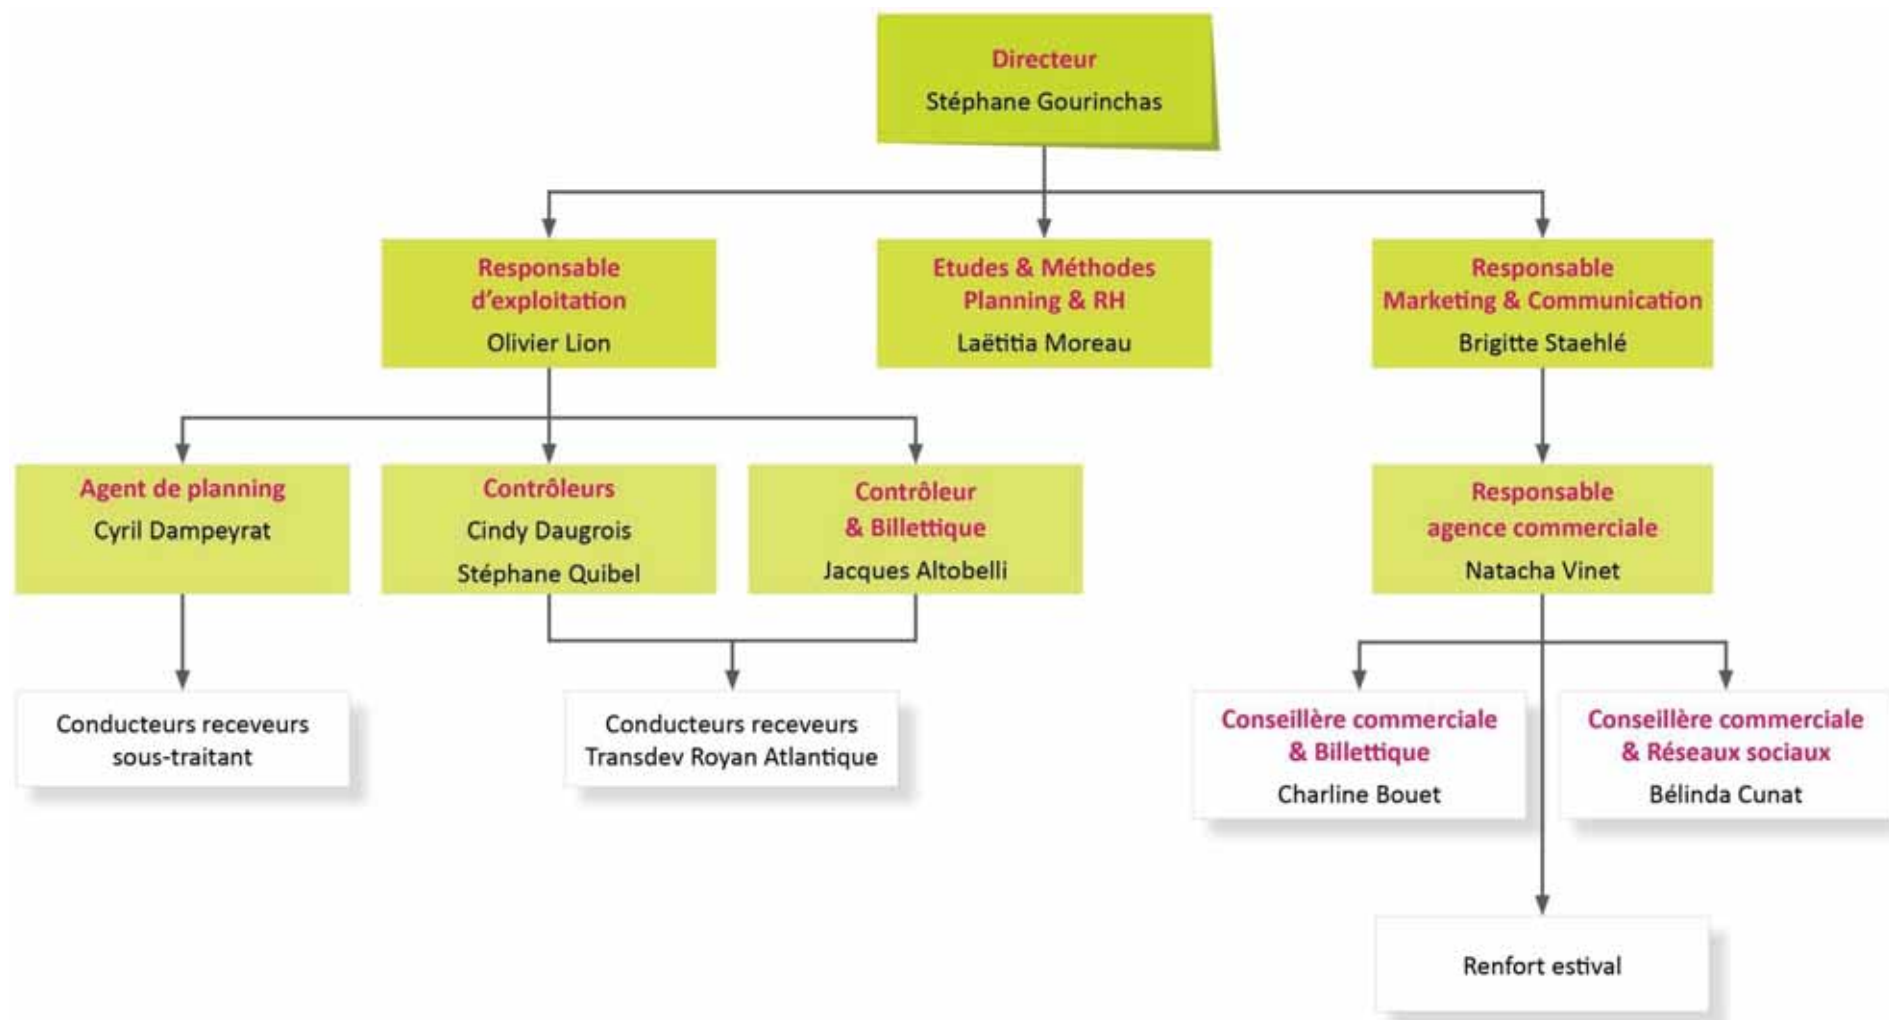 Directeur
Stéphane Gourinchas
Responsable
d'exploitation
Olivier Lion
Etudes & Méthodes
Planning & RH
Laëtitia Moreau
Responsable
Marketing & Communication
Brigitte Staehlé
Agent de planning
Cyril Dampeyrat
Contrôleurs
Cindy Daugrois
Stéphane Quibel
Contrôleur
& Billettique
Jacques Altobelli
Responsable
agence commerciale
Natacha Vinet
Conducteurs receveurs
sous-traitant
Conducteurs receveurs
Transdev Royan Atlantique
Conseillère commerciale
& Billettique
Charline Bouet
Conseillère commerciale
& Réseaux sociaux
Bélinda Cunat
Renfort estival